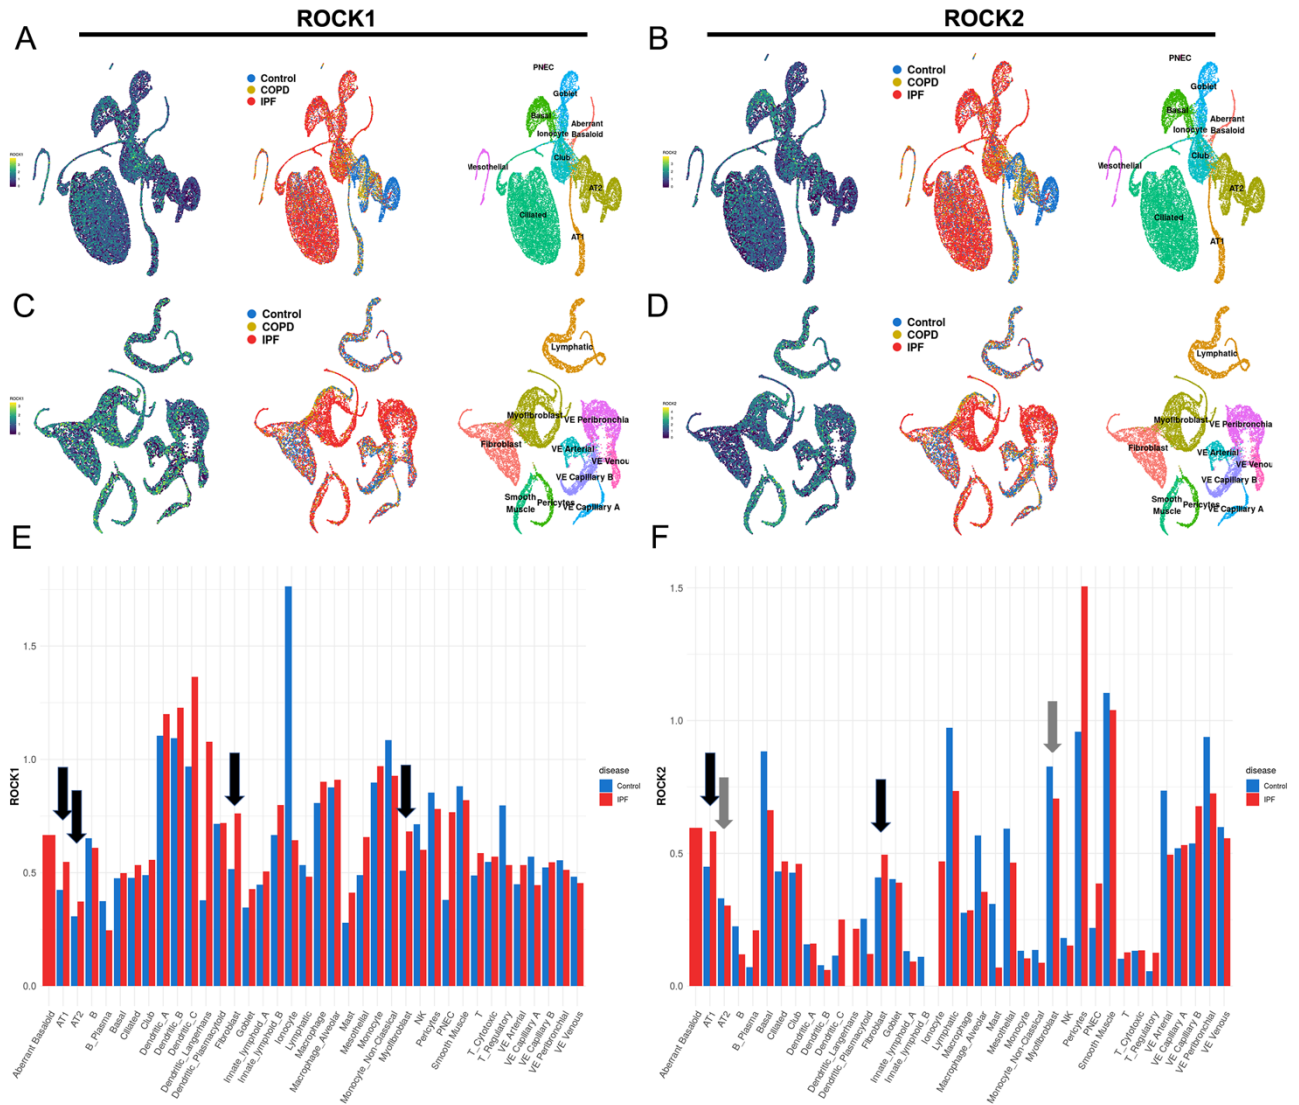 ROCK1
ROCK2
A
B
Control
COPD
IPF
PNEC
Goblet
Basal
Aberrant
Ionocyte
Basaloid
Club
Mesothelial
AT2
Ciliated
AT1
ROCK1
Control
COPD
IPF
PNEC
Goblet
Basal
Aberrant
Ionocyte
Basaloid
Club
Mesothelial
AT2
Ciliated
AT1
ROCK2
C
D
Control
COPD
IPF
Lymphatic
Myofibroblast
VE Peribronchia
Fibroblast
VE Arterial
VE Venou
VE Capillary B
Smooth
Muscle
Pericytes
VE Capillary A
ROCK1
Control
COPD
IPF
Lymphatic
Myofibroblast
VE Peribronchia
Fibroblast
VE Arterial
VE Venou
VE Capillary B
Smooth
Muscle
Pericytes
VE Capillary A
ROCK2
E
F
ROCK1
1.5
1.0
0.5
0.0
disease
Control
IPF
Aberrant Basaloid
AT1
AT2
B
B_Plasma
Basal
Ciliated
Club
Dendritic_A
Dendritic_B
Dendritic_C
Dendritic_Langerhans
Dendritic_Plasmacytoid
Fibroblast
Goblet
Innate_lymphoid_A
Innate_lymphoid_B
Ionocyte
Lymphatic
Macrophage
Macrophage_Alveolar
Mast
Mesothelial
Monocyte
Monocyte_Non-Classical
Myofibroblast
NK
Pericytes
PNEC
Smooth Muscle
T
T_Cytotoxic
T_Regulatory
VE Arterial
VE Capillary A
VE Capillary B
VE Peribronchial
VE Venous
ROCK2
1.5
1.0
0.5
0.0
disease
Control
IPF
Aberrant Basaloid
AT1
AT2
B
B_Plasma
Basal
Ciliated
Club
Dendritic_A
Dendritic_B
Dendritic_C
Dendritic_Langerhans
Dendritic_Plasmacytoid
Fibroblast
Goblet
Innate_lymphoid_A
Innate_lymphoid_B
Ionocyte
Lymphatic
Macrophage
Macrophage_Alveolar
Mast
Mesothelial
Monocyte
Monocyte_Non-Classical
Myofibroblast
NK
Pericytes
PNEC
Smooth Muscle
T
T_Cytotoxic
T_Regulatory
VE Arterial
VE Capillary A
VE Capillary B
VE Peribronchial
VE Venous